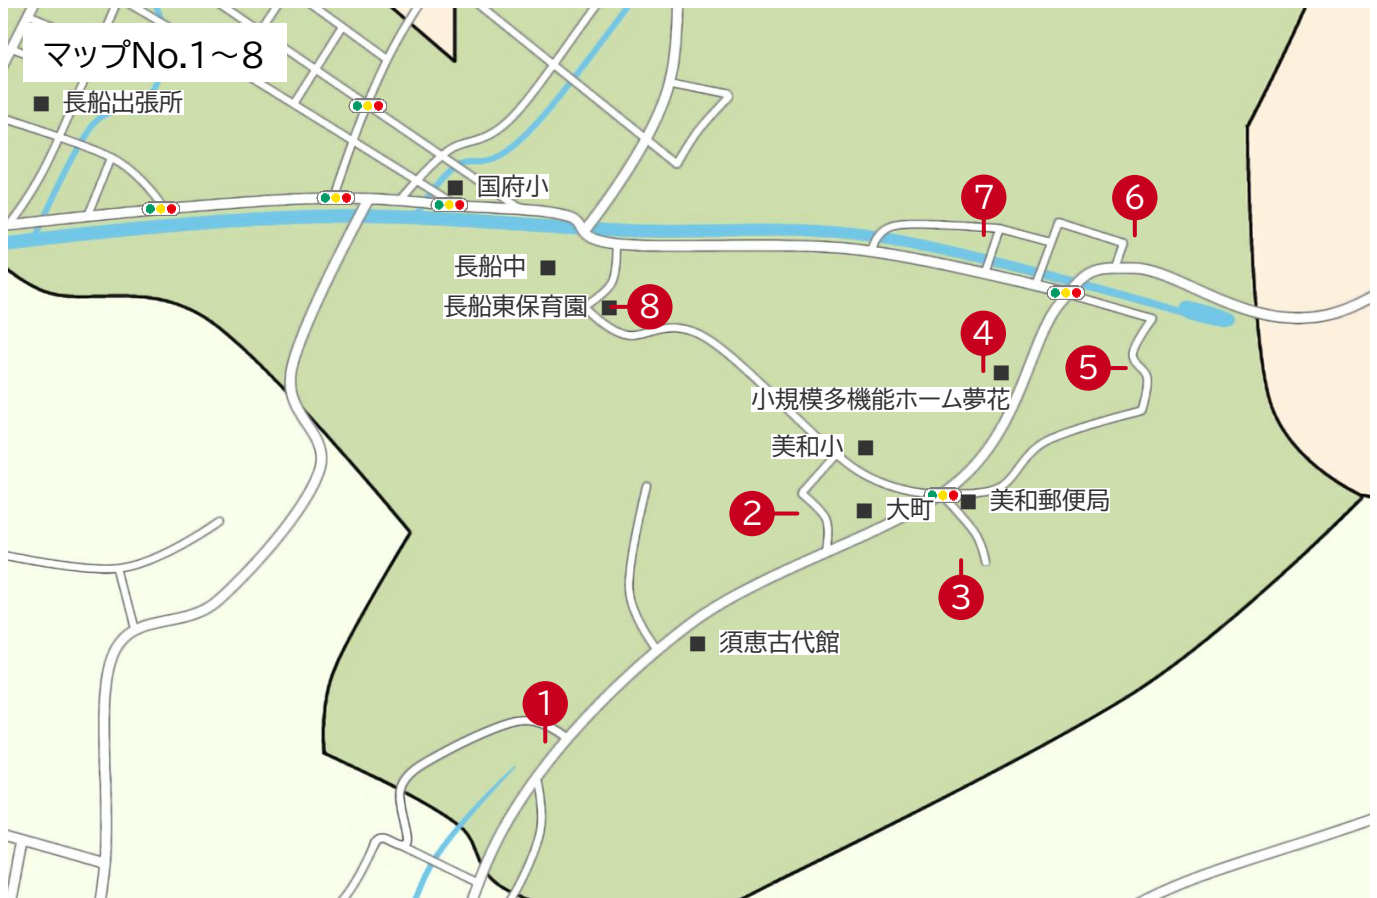 マップNo.1～8
長船出張所
国府小
7
6
長船中
長船東保育園
8
4
5
小規模多機能ホーム夢花
美和小
2
大町
美和郵便局
3
須恵古代館
1